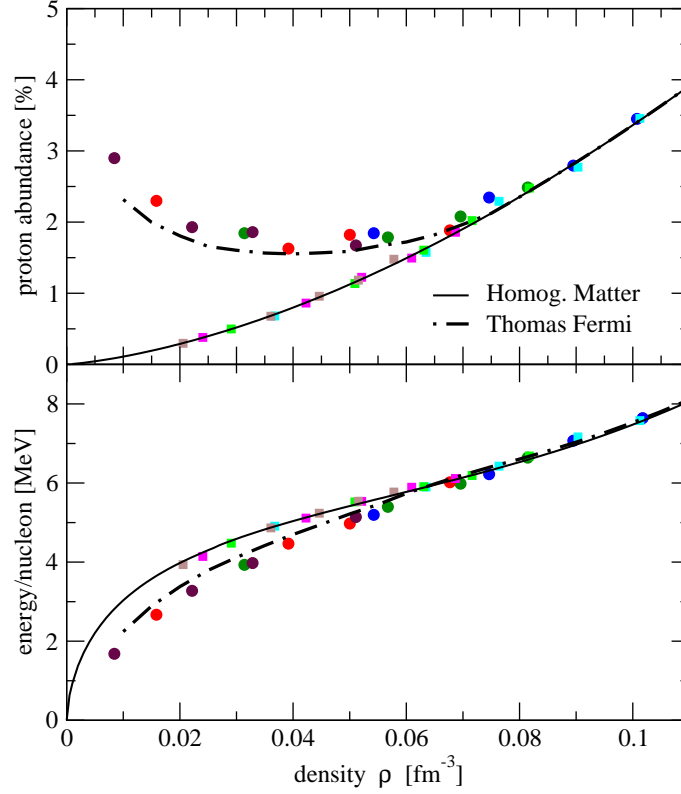 5
4
3
2
1
0
proton abundance [%]
Homog. Matter
Thomas Fermi
8
6
4
2
0
energy/nucleon [MeV]
0 0.02 0.04 0.06 0.08 0.1
density ρ [fm⁻³]